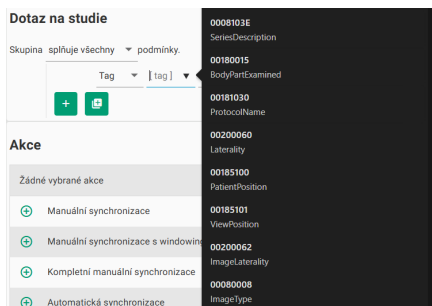 Dotaz na studie
Skupina splňuje všechny podmínky.
Tag [ tag ]
Akce
Žádné vybrané akce
Manuální synchronizace
Manuální synchronizace s windowing
Kompletní manuální synchronizace
Automatická synchronizace
0008103E
SeriesDescription
00180015
BodyPartExamined
00181030
ProtocolName
00200060
Laterality
00185100
PatientPosition
00185101
ViewPosition
00200062
ImageLaterality
00080008
ImageType